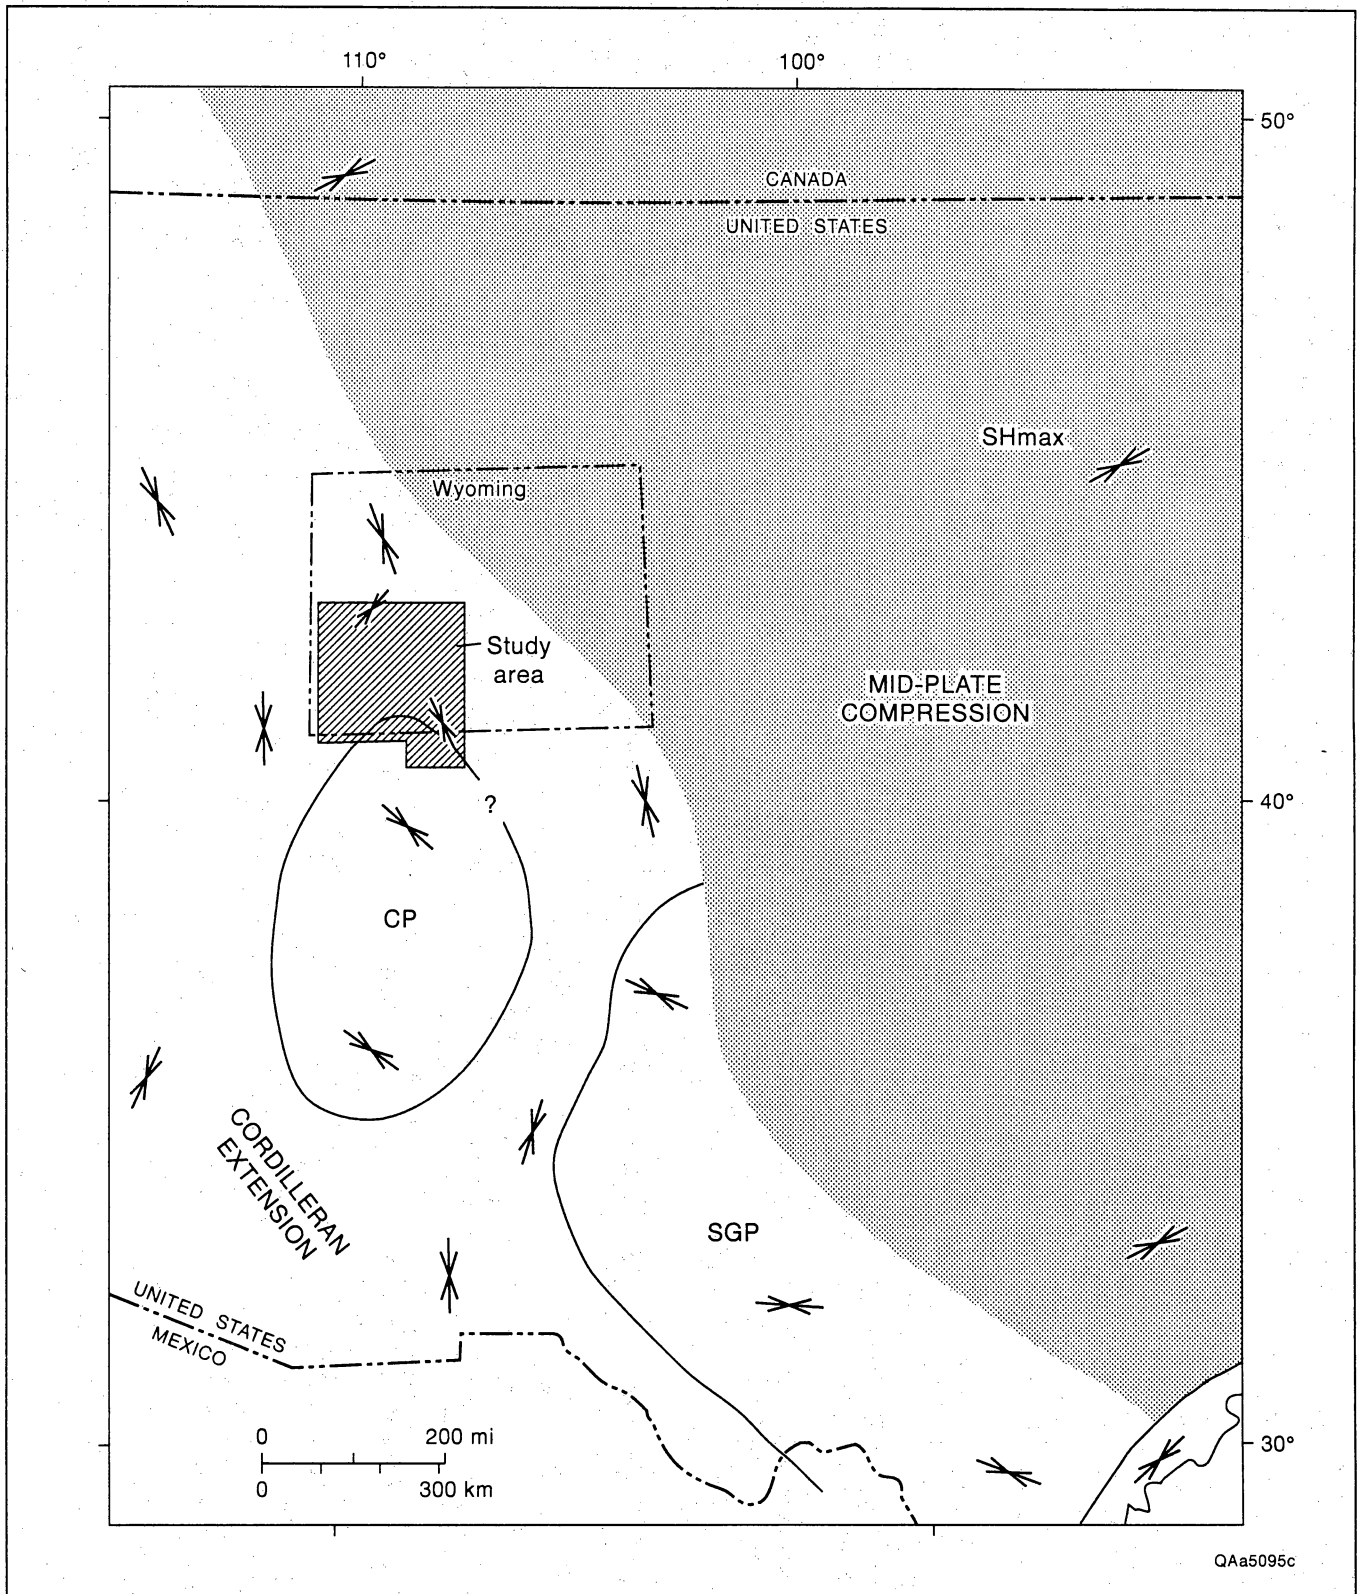 110°
100°
50°
CANADA
UNITED STATES
SHmax
Wyoming
Study
area
MID-PLATE
COMPRESSION
?
40°
CP
CORDILLERAN
EXTENSION
SGP
UNITED STATES
MEXICO
0
200 mi
0
300 km
30°
QAa5095c